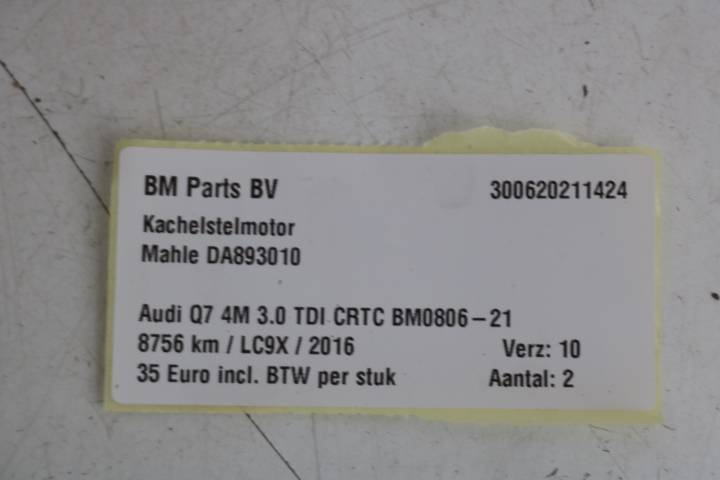 BM Parts BV 300620211424
Kachelstelmotor
Mahle DA893010
Audi Q7 4M 3.0 TDI CRTC BM0806-21
8756 km / LC9X / 2016 Verz: 10
35 Euro incl. BTW per stuk Aantal: 2